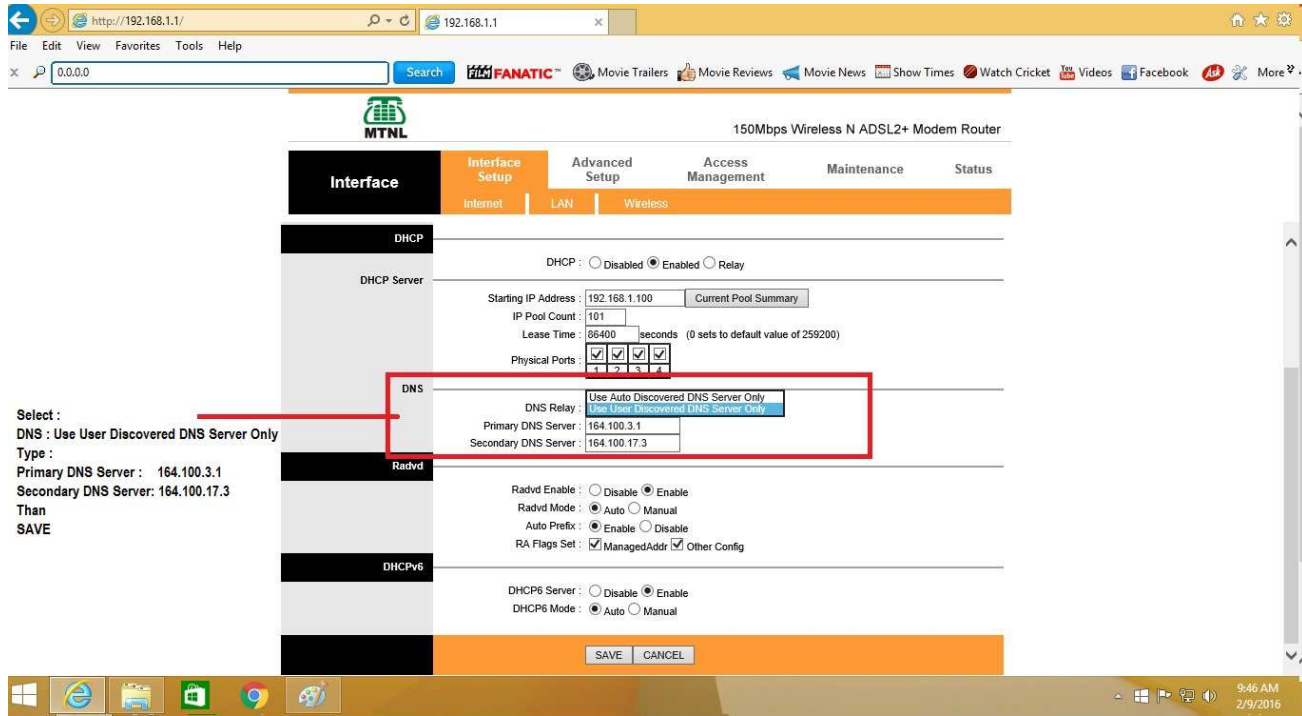 http://192.168.1.1/
192.168.1.1
File Edit View Favorites Tools Help
0.0.0.0 Search FILM FANATIC™ Movie Trailers Movie Reviews Movie News Show Times Watch Cricket You Tube Videos Facebook Ask More
MTNL
150Mbps Wireless N ADSL2+ Modem Router
Interface
Interface Setup Advanced Setup Access Management Maintenance Status
Internet LAN Wireless
DHCP
DHCP : Disabled Enabled Relay
DHCP Server
Starting IP Address : 192.168.1.100 Current Pool Summary
IP Pool Count : 101
Lease Time : 86400 seconds (0 sets to default value of 259200)
Physical Ports :
1 2 3 4
DNS
Use Auto Discovered DNS Server Only
DNS Relay : Use User Discovered DNS Server Only
Primary DNS Server : 164.100.3.1
Secondary DNS Server : 164.100.17.3
Select :
DNS : Use User Discovered DNS Server Only
Type :
Primary DNS Server : 164.100.3.1
Secondary DNS Server: 164.100.17.3
Than
SAVE
Radvd
Radvd Enable : Disable Enable
Radvd Mode : Auto Manual
Auto Prefix : Enable Disable
RA Flags Set : ManagedAddr Other Config
DHCPv6
DHCP6 Server : Disable Enable
DHCP6 Mode : Auto Manual
SAVE CANCEL
9:46 AM
2/9/2016